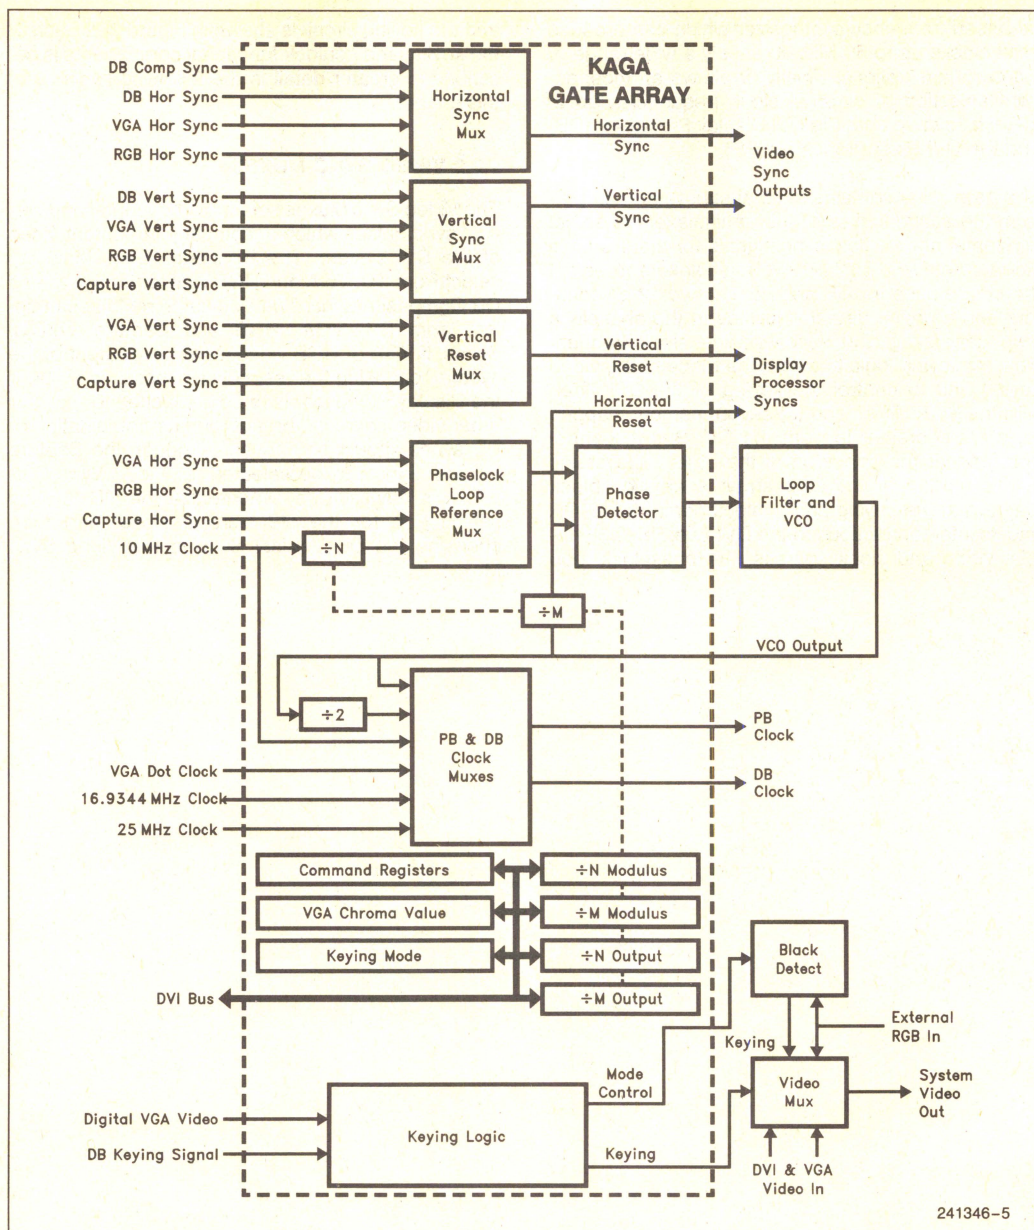 KAGA
GATE ARRAY
DB Comp Sync
DB Hor Sync
VGA Hor Sync
RGB Hor Sync
Horizontal
Sync
Mux
Horizontal
Sync
Video
Sync
Outputs
DB Vert Sync
VGA Vert Sync
RGB Vert Sync
Capture Vert Sync
Vertical
Sync
Mux
Vertical
Sync
VGA Vert Sync
RGB Vert Sync
Capture Vert Sync
Vertical
Reset
Mux
Vertical
Reset
Horizontal
Reset
Display
Processor
Syncs
VGA Hor Sync
RGB Hor Sync
Capture Hor Sync
10 MHz Clock
÷N
Phaselock
Loop
Reference
Mux
Phase
Detector
Loop
Filter and
VCO
÷M
VCO Output
÷2
VGA Dot Clock
16.9344 MHz Clock
25 MHz Clock
PB & DB
Clock
Muxes
PB
Clock
DB
Clock
Command Registers
÷N Modulus
VGA Chroma Value
÷M Modulus
Keying Mode
÷N Output
DVI Bus
÷M Output
Black
Detect
External
RGB In
Keying
Mode
Control
Video
Mux
System
Video
Out
Digital VGA Video
DB Keying Signal
Keying Logic
Keying
DVI & VGA
Video In
241346-5